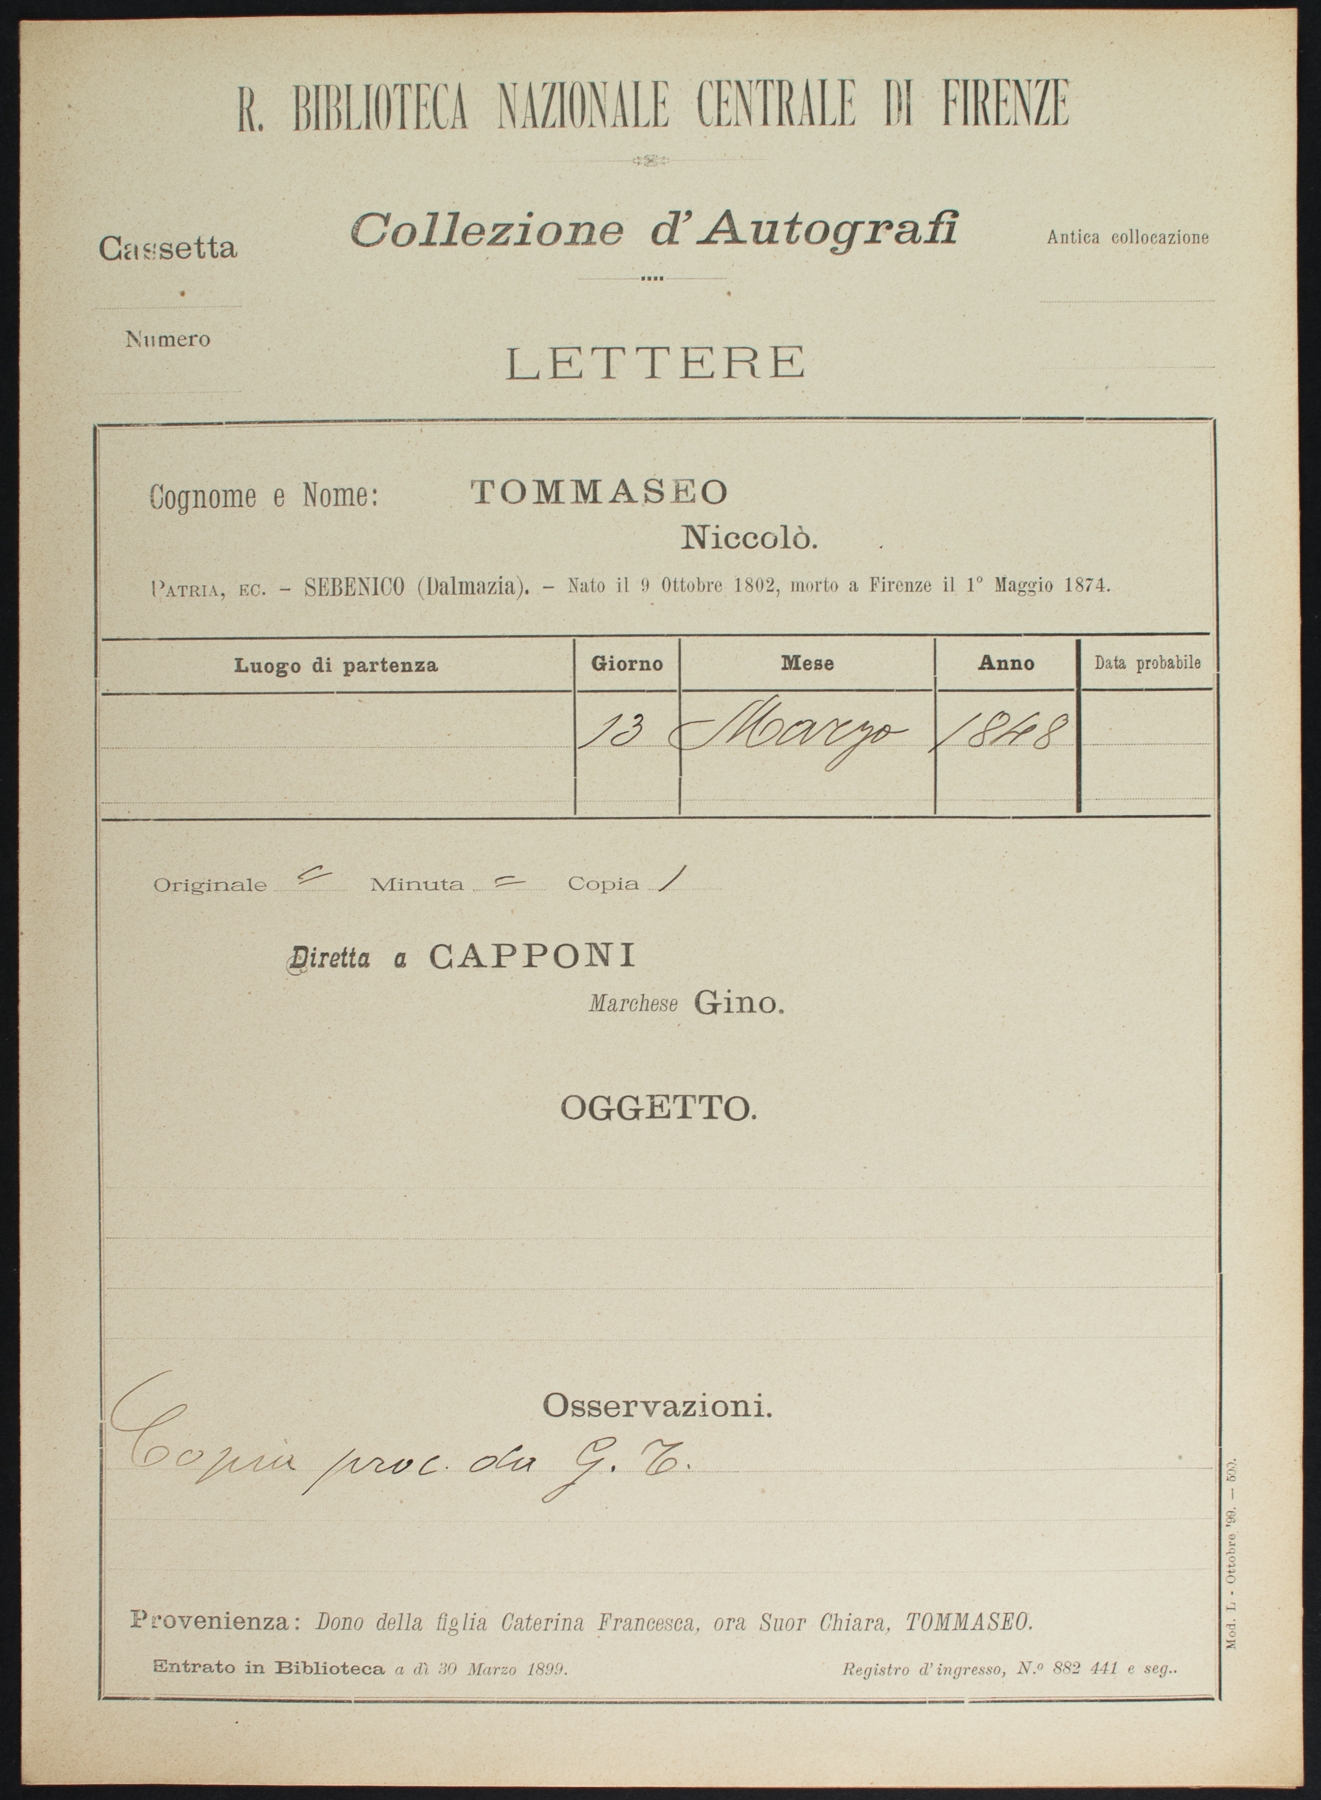 R. BIBLIOTECA NAZIONALE CENTRALE DI FIRENZE
Collezione d'Autografi
Cassetta
Antica collocazione
Numero
LETTERE
Cognome e Nome: TOMMASEO
Niccolò.
PATRIA, EC. – SEBENICO (Dalmazia). – Nato il 9 Ottobre 1802, morto a Firenze il 1° Maggio 1874.
Luogo di partenza Giorno Mese Anno Data probabile
13 Marzo 1848
Originale = Minuta = Copia 1
Diretta a CAPPONI
Marchese Gino.
OGGETTO.
Osservazioni.
Copia proc. da G. T.
Provenienza: Dono della figlia Caterina Francesca, ora Suor Chiara, TOMMASEO.
Entrato in Biblioteca a dì 30 Marzo 1899. Registro d'ingresso, N.º 882 441 e seg..
Mod. L - Ottobre '99. — 500.